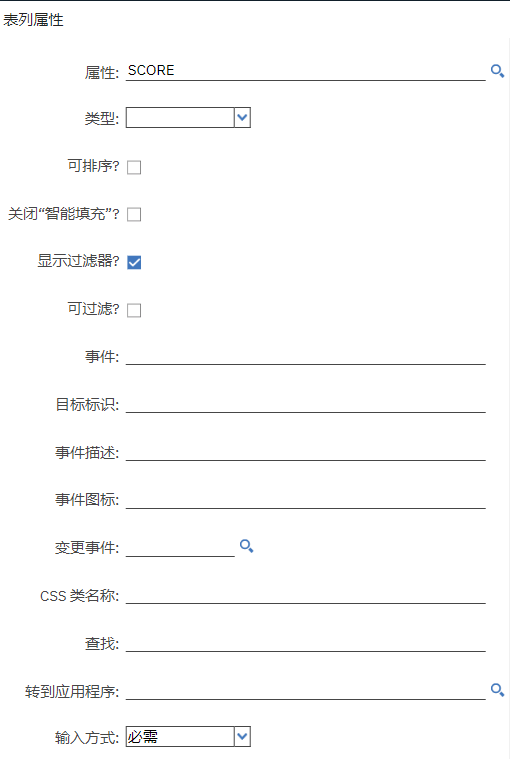 表列属性
属性: SCORE
类型:
可排序?
关闭“智能填充”?
显示过滤器?
可过滤?
事件:
目标标识:
事件描述:
事件图标:
变更事件:
CSS 类名称:
查找:
转到应用程序:
输入方式: 必需